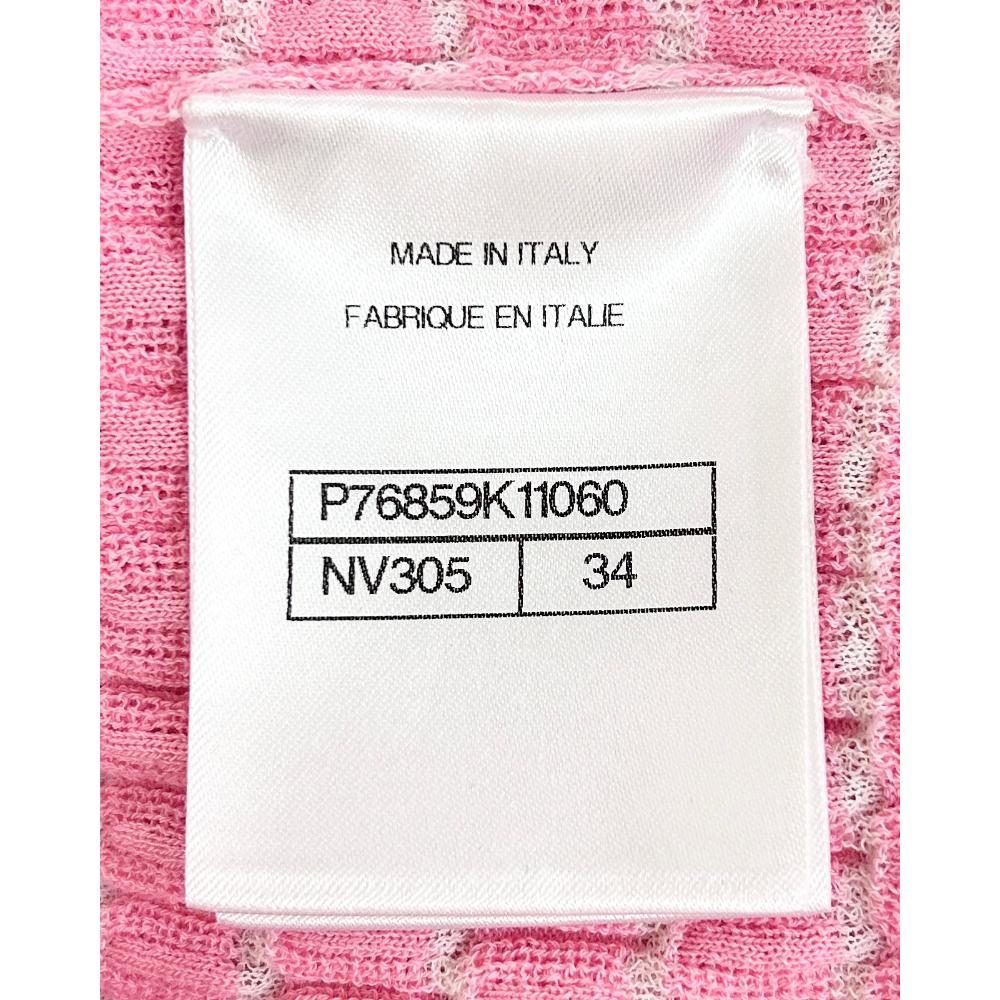 MADE IN ITALY
FABRIQUE EN ITALIE
P76859K11060
NV305 34